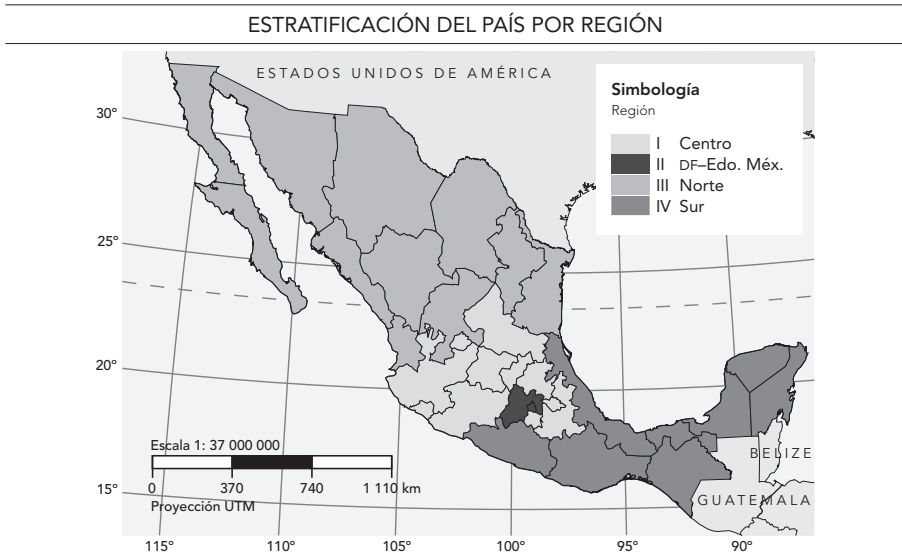 ESTRATIFICACIÓN DEL PAÍS POR REGIÓN
ESTADOS UNIDOS DE AMÉRICA
Simbología
Región
I Centro
II DF–Edo. Méx.
III Norte
IV Sur
30°
25°
20°
15°
Escala 1: 37 000 000
0 370 740 1 110 km
Proyección UTM
BELIZE
GUATEMALA
115° 110° 105° 100° 95° 90°